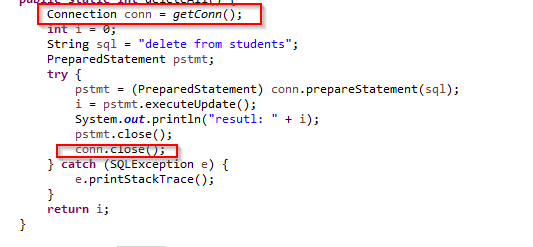 public static int deleteAll() {
Connection conn = getConn();
int i = 0;
String sql = "delete from students";
PreparedStatement pstmt;
try {
pstmt = (PreparedStatement) conn.prepareStatement(sql);
i = pstmt.executeUpdate();
System.out.println("resutl: " + i);
pstmt.close();
conn.close();
} catch (SQLException e) {
e.printStackTrace();
}
return i;
}